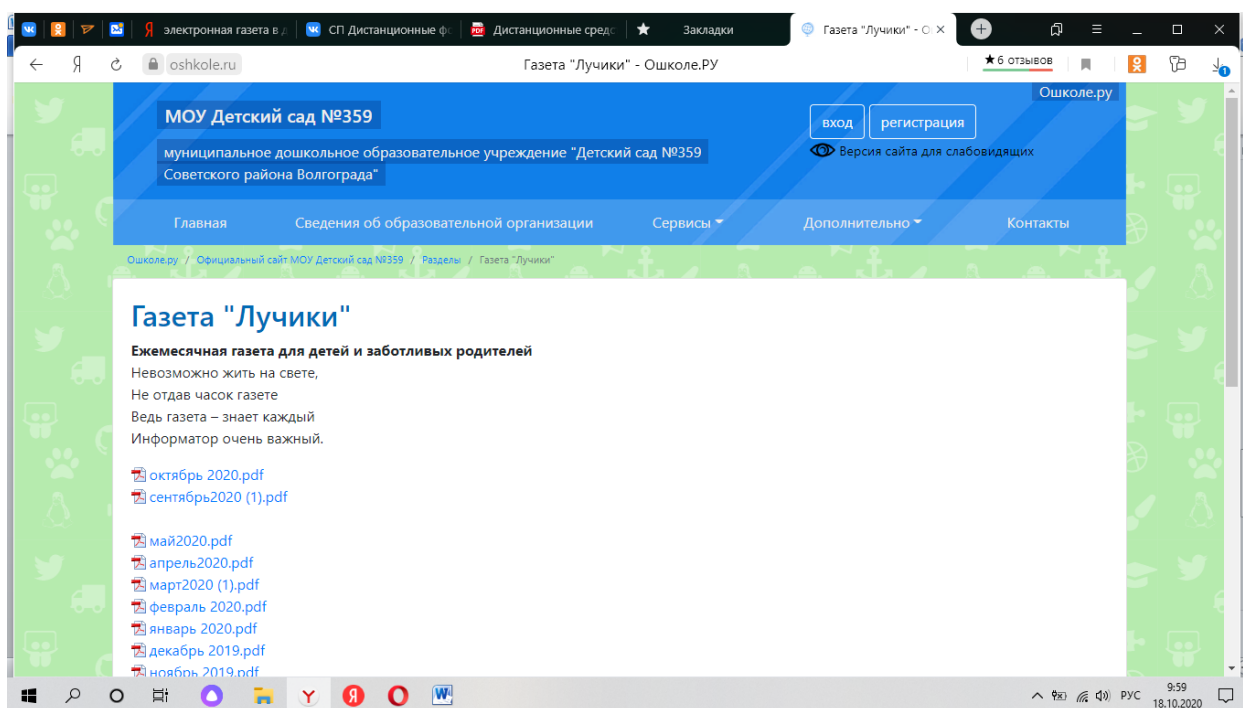 электронная газета в д
СП Дистанционные фо
Дистанционные средс
Закладки
Газета "Лучики" - О
oshkole.ru
Газета "Лучики" - Ошколе.РУ
★ 6 отзывов
1
Ошколе.ру
МОУ Детский сад №359
муниципальное дошкольное образовательное учреждение "Детский сад №359
Советского района Волгограда"
вход
регистрация
Версия сайта для слабовидящих
Главная
Сведения об образовательной организации
Сервисы
Дополнительно
Контакты
Ошколе.ру / Официальный сайт МОУ Детский сад №359 / Разделы / Газета "Лучики"
Газета "Лучики"
Ежемесячная газета для детей и заботливых родителей
Невозможно жить на свете,
Не отдав часок газете
Ведь газета – знает каждый
Информатор очень важный.
октябрь 2020.pdf
сентябрь2020 (1).pdf
май2020.pdf
апрель2020.pdf
март2020 (1).pdf
февраль 2020.pdf
январь 2020.pdf
декабрь 2019.pdf
ноябрь 2019.pdf
РУС
9:59
18.10.2020